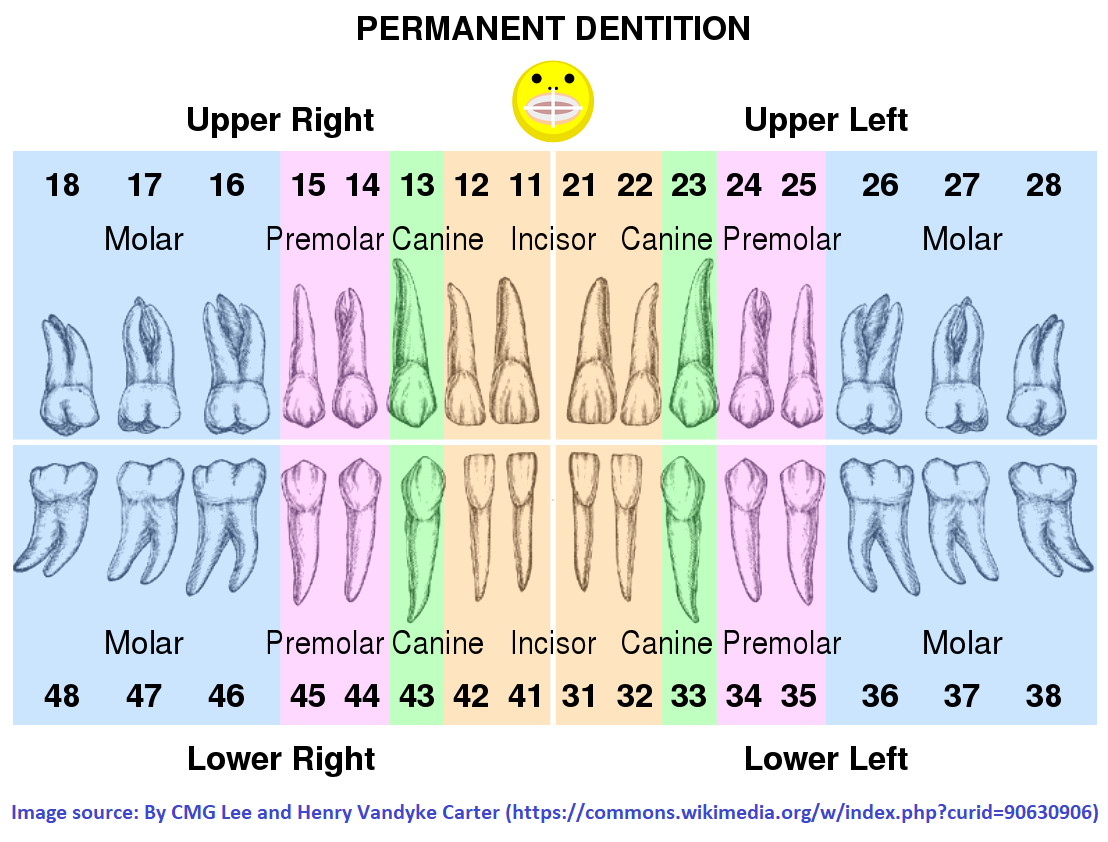 PERMANENT DENTITION
Upper Right Upper Left
18 17 16 15 14 13 12 11 21 22 23 24 25 26 27 28
Molar Premolar Canine Incisor Canine Premolar Molar
Molar Premolar Canine Incisor Canine Premolar Molar
48 47 46 45 44 43 42 41 31 32 33 34 35 36 37 38
Lower Right Lower Left
Image source: By CMG Lee and Henry Vandyke Carter (https://commons.wikimedia.org/w/index.php?curid=90630906)